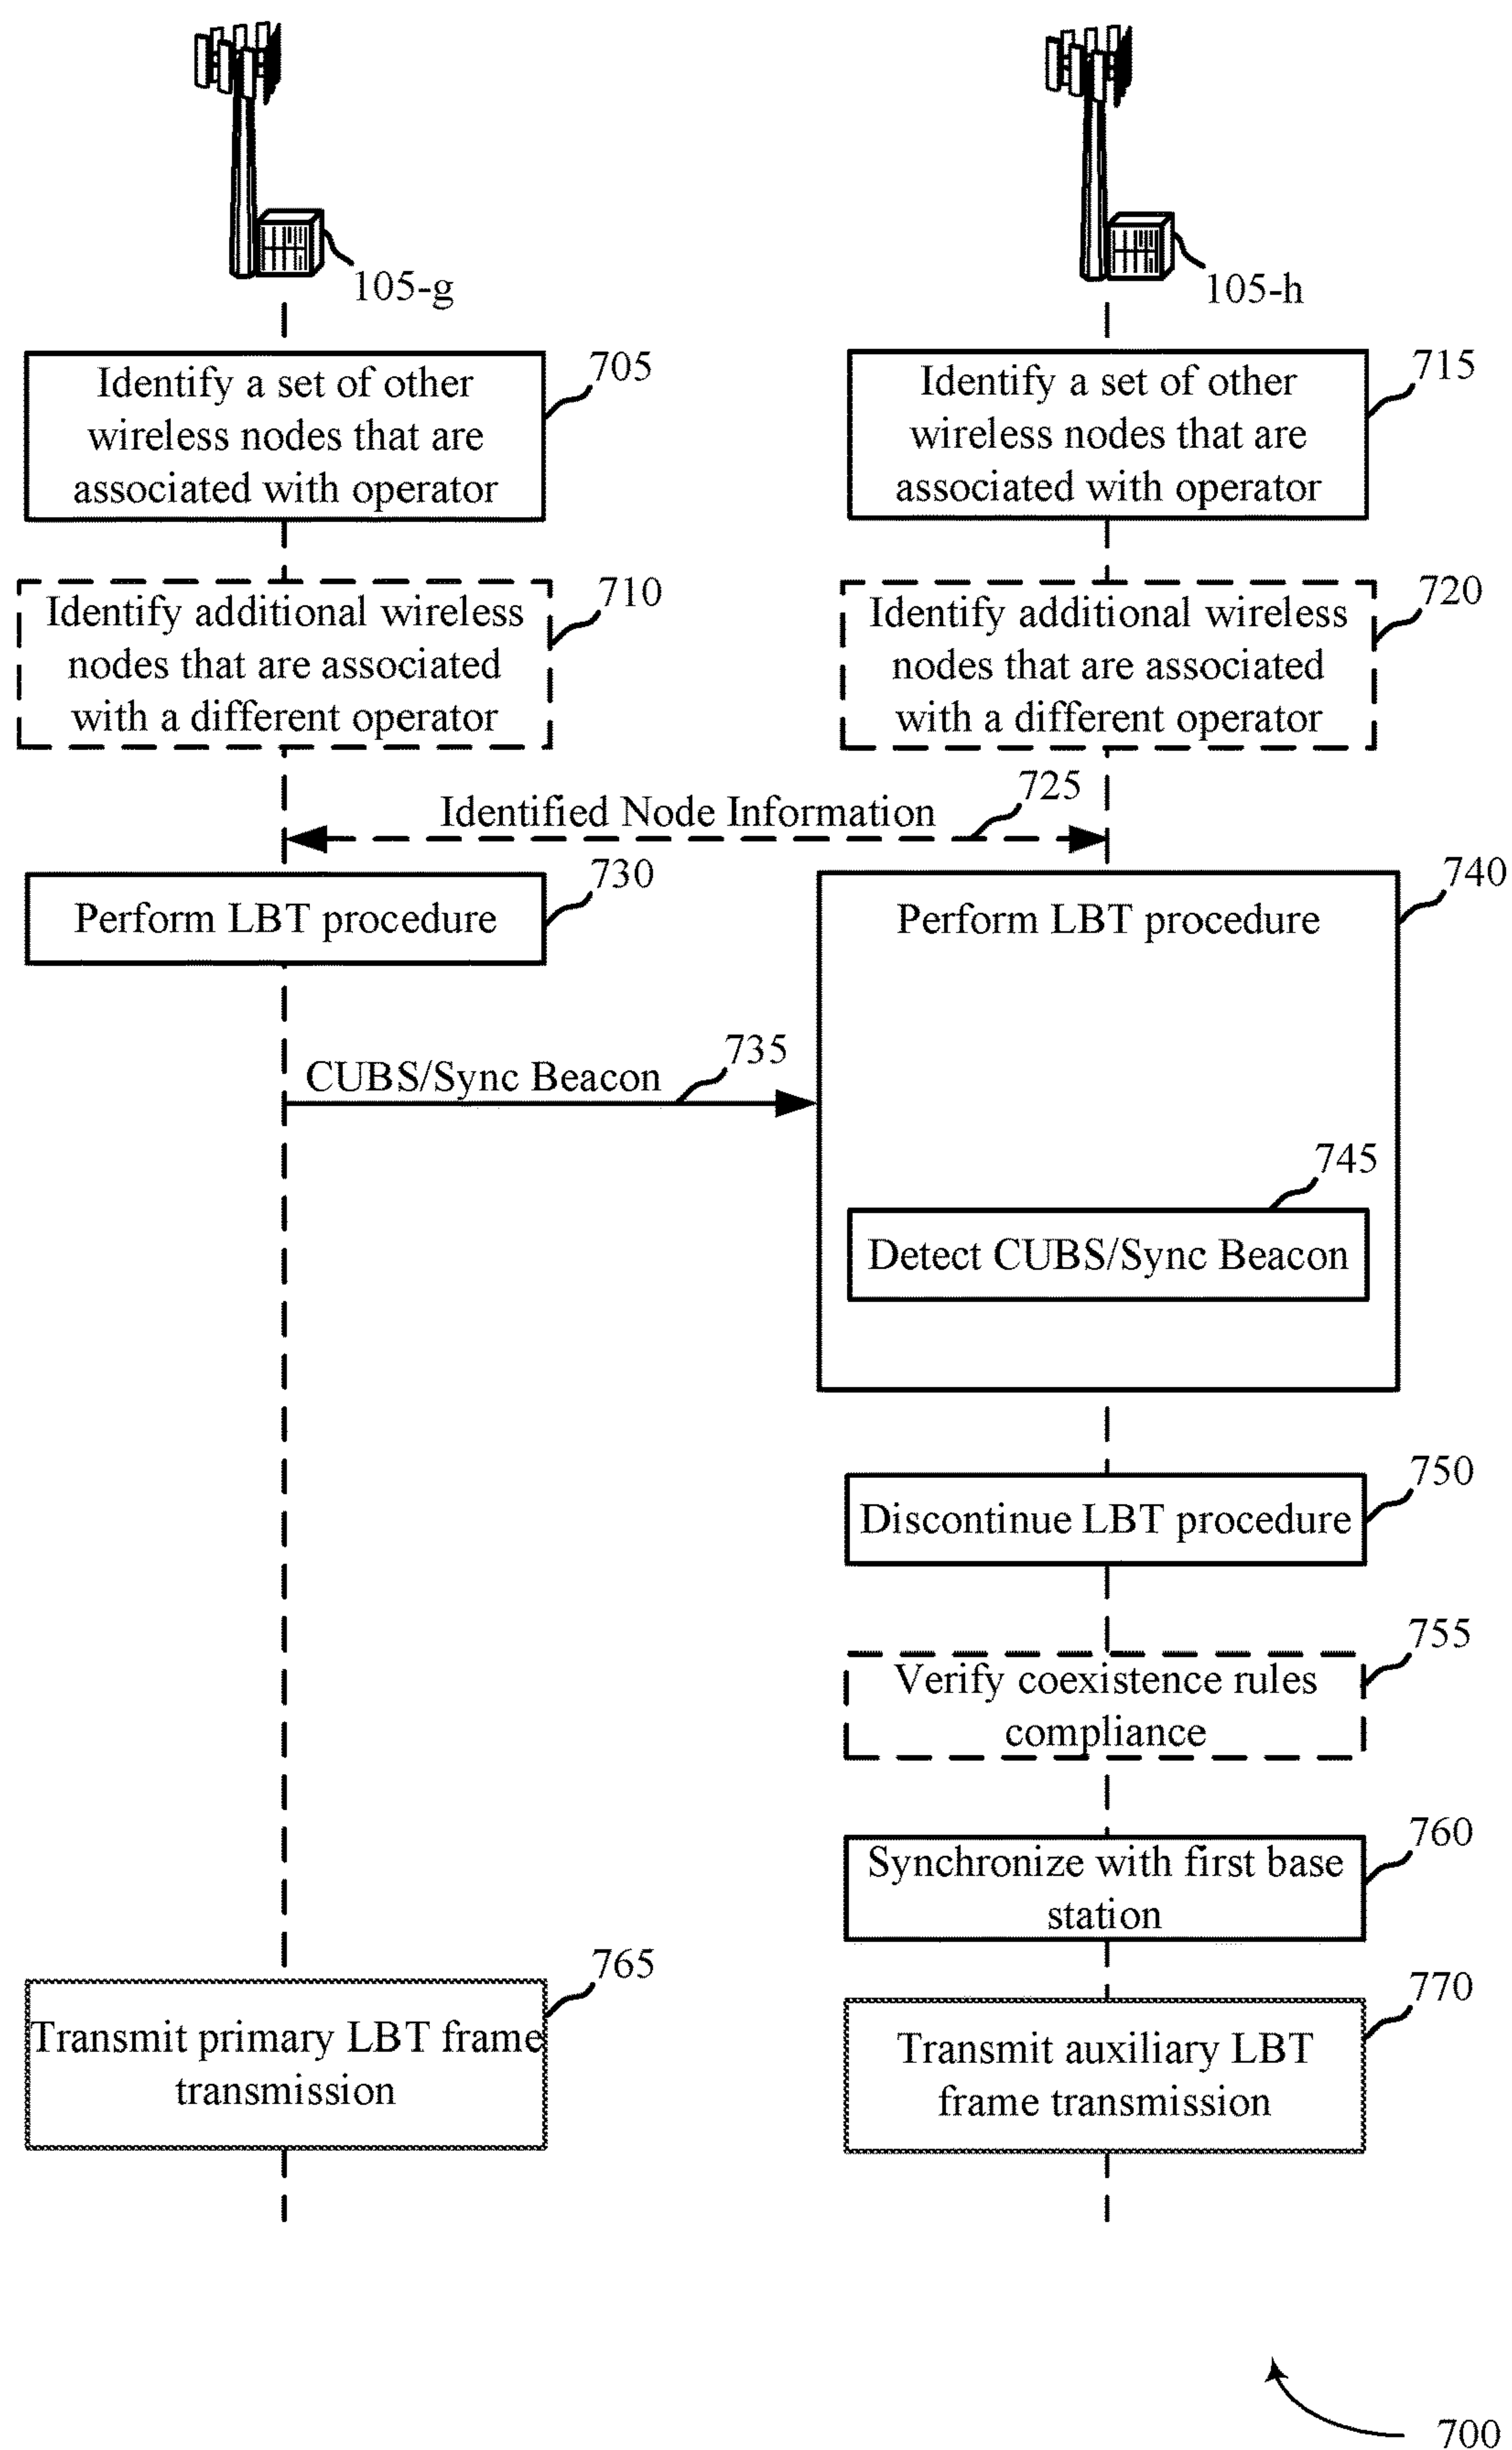 105-g
105-h
705
Identify a set of other
wireless nodes that are
associated with operator
715
Identify a set of other
wireless nodes that are
associated with operator
710
Identify additional wireless
nodes that are associated
with a different operator
720
Identify additional wireless
nodes that are associated
with a different operator
725
Identified Node Information
730
Perform LBT procedure
740
Perform LBT procedure
735
CUBS/Sync Beacon
745
Detect CUBS/Sync Beacon
750
Discontinue LBT procedure
755
Verify coexistence rules
compliance
760
Synchronize with first base
station
765
Transmit primary LBT frame
transmission
770
Transmit auxiliary LBT
frame transmission
700